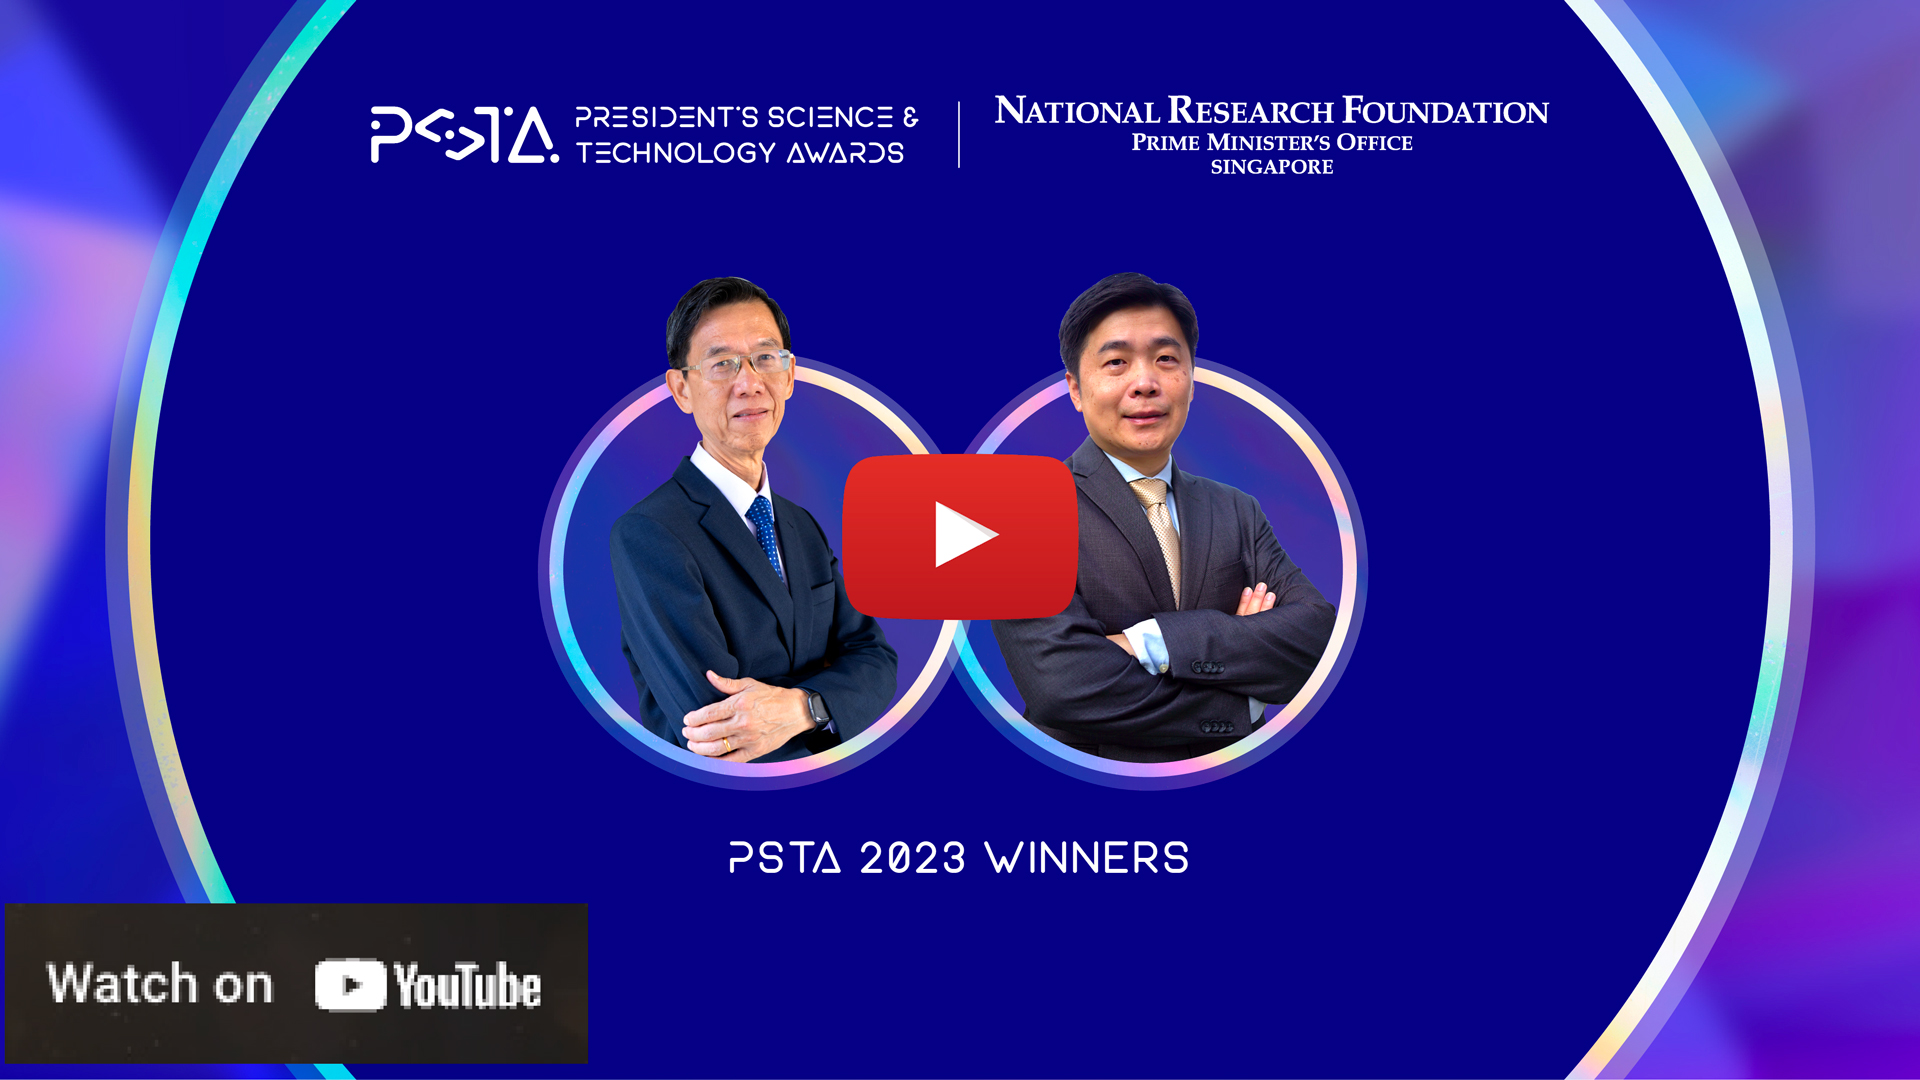 PSTA.
PRESIDENT'S SCIENCE &
TECHNOLOGY AWARDS
NATIONAL RESEARCH FOUNDATION
PRIME MINISTER'S OFFICE
SINGAPORE
PSTA 2023 WINNERS
Watch on YouTube